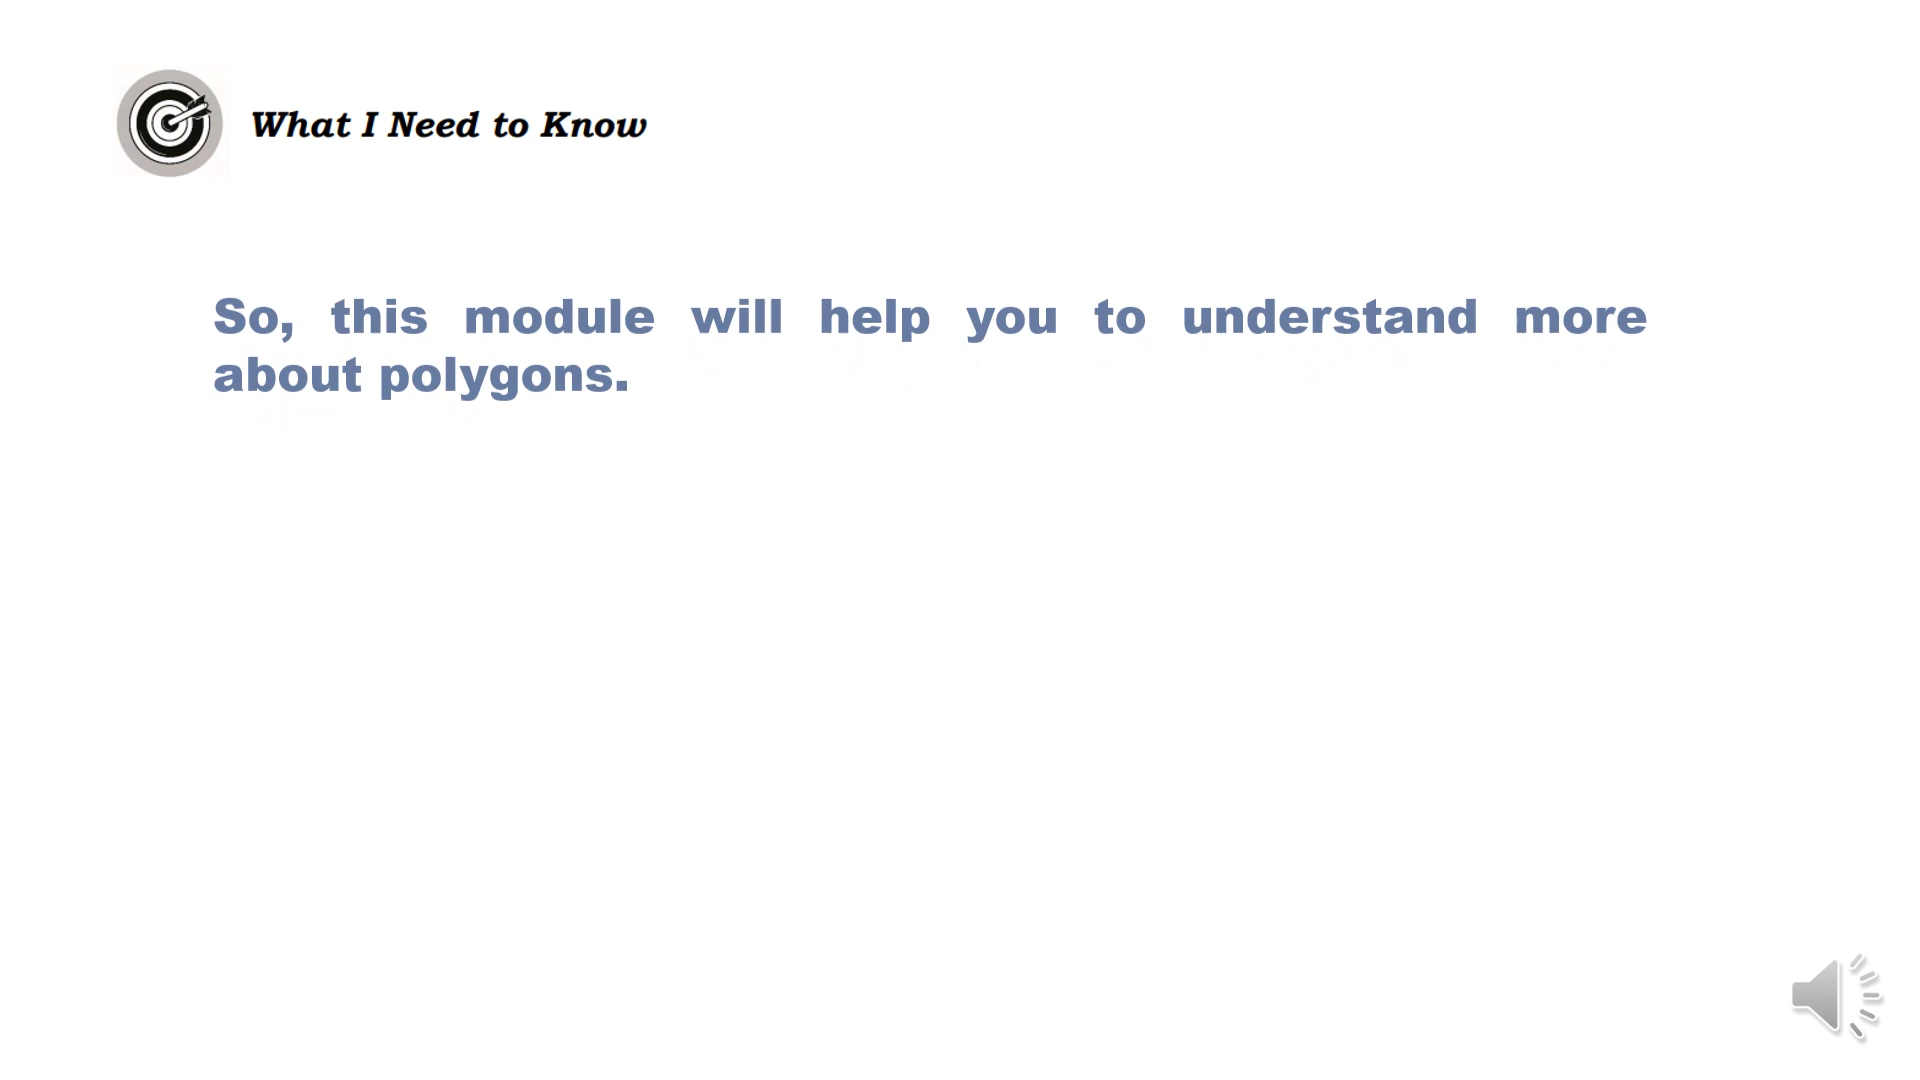 What I Need to Know
So, this module will help you to understand more
about polygons.